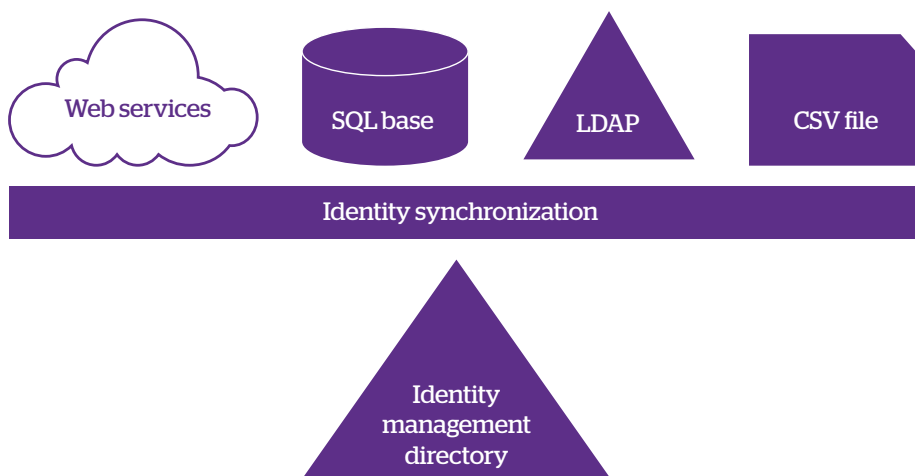 Web services
SQL base
LDAP
CSV file
Identity synchronization
Identity
management
directory